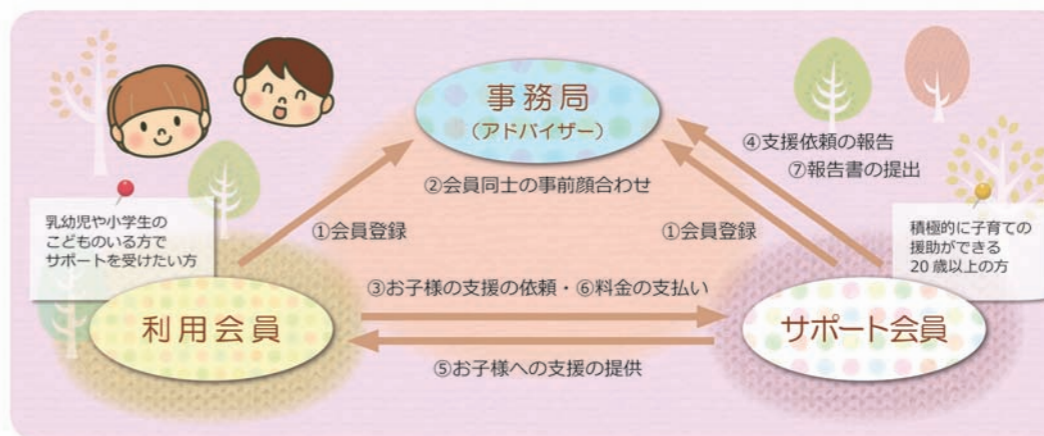 事務局
（アドバイザー）
④支援依頼の報告
⑦報告書の提出
②会員同士の事前顔合わせ
乳幼児や小学生の
こどものいる方で
サポートを受けたい方
①会員登録
①会員登録
積極的に子育ての
援助ができる
20 歳以上の方
③お子様の支援の依頼・⑥料金の支払い
利用会員
サポート会員
⑤お子様への支援の提供